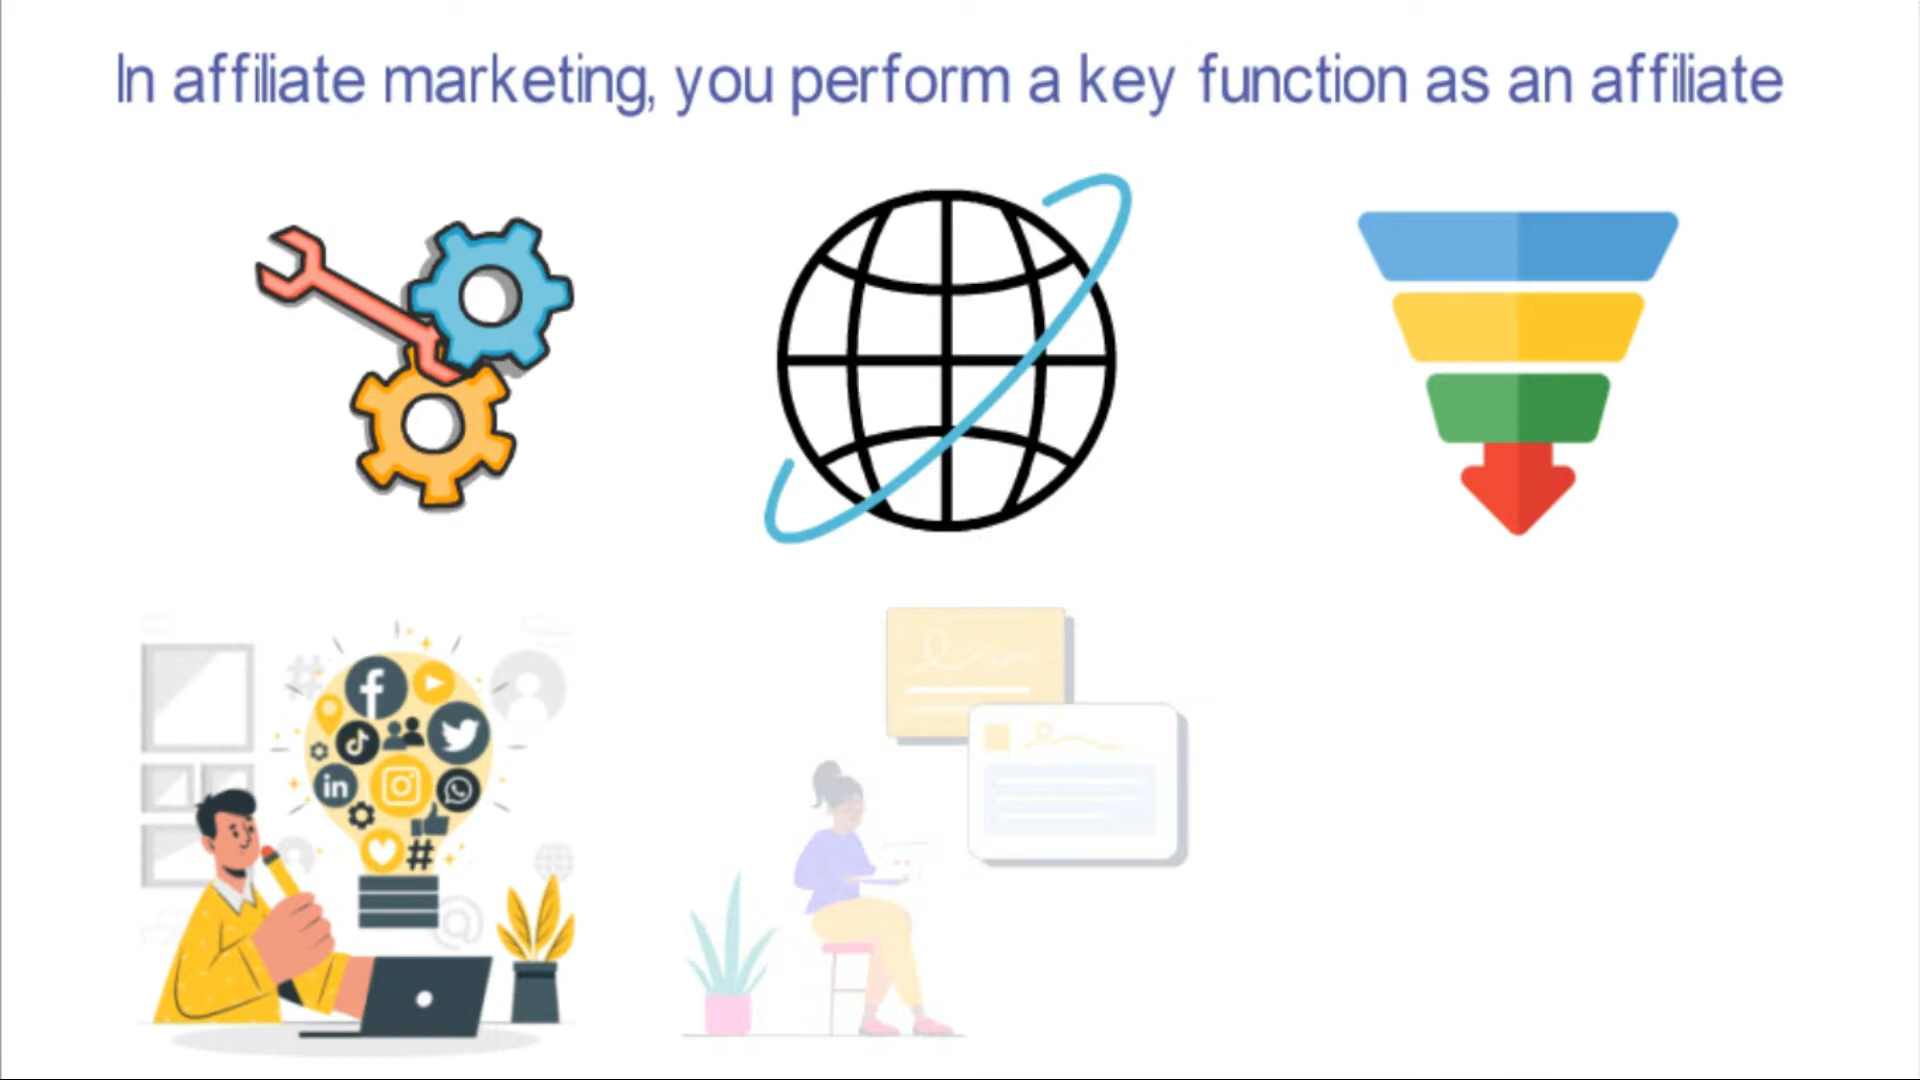 In affiliate marketing, you perform a key function as an affiliate